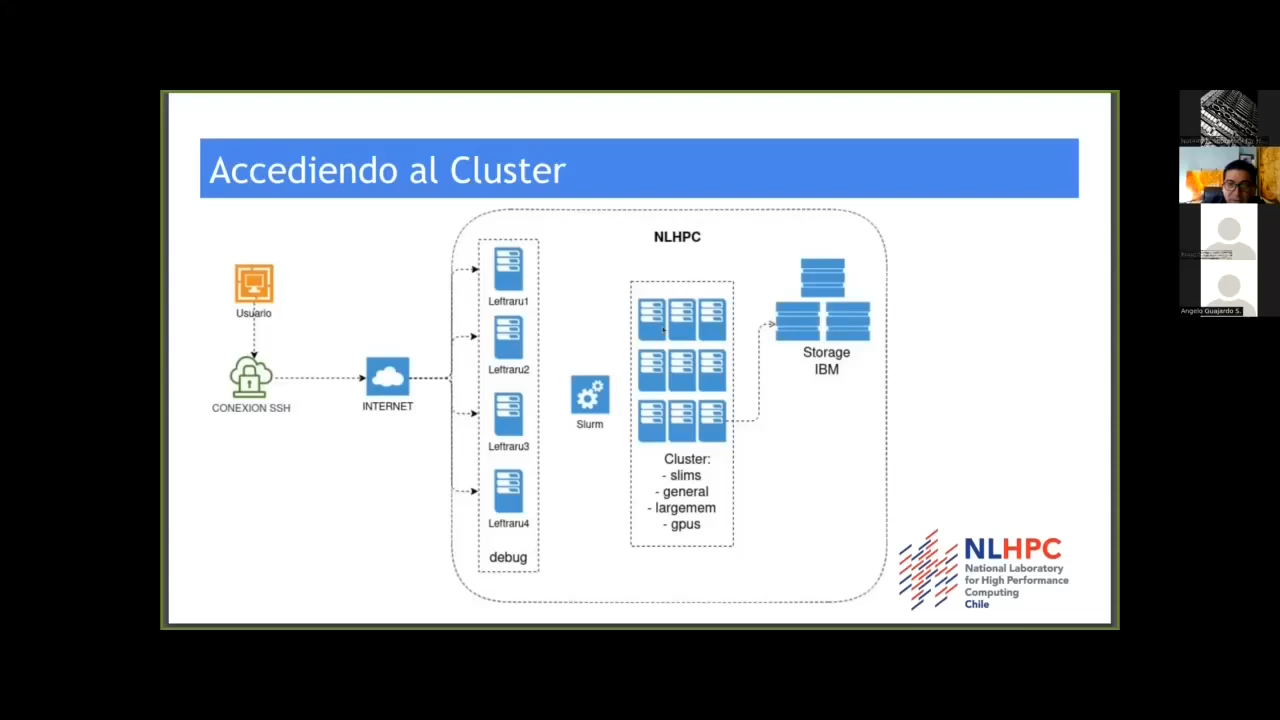 Accediendo al Cluster
NLHPC
Usuario
CONEXION SSH
INTERNET
Leftraru1
Leftraru2
Leftraru3
Leftraru4
debug
Slurm
Cluster:
- slims
- general
- largemem
- gpus
Storage
IBM
NLHPC
National Laboratory
for High Performance
Computing
Chile
Angelo Guajardo S.